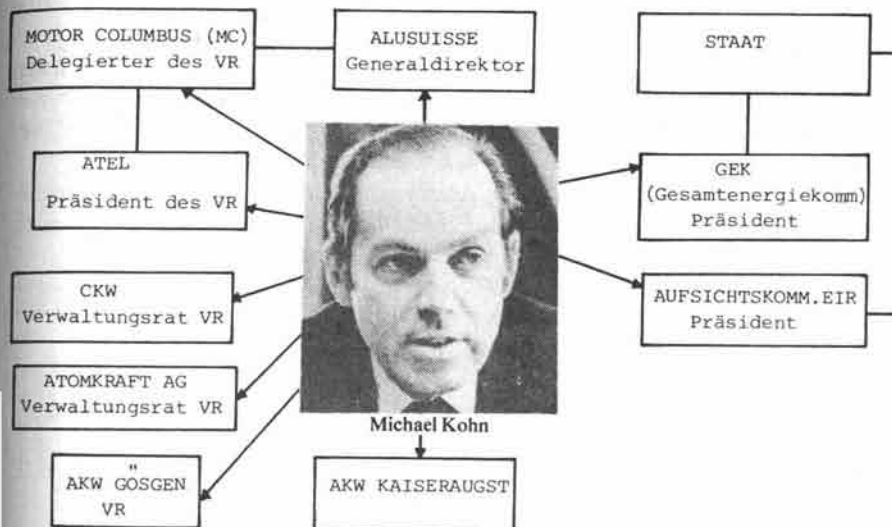 MOTOR COLUMBUS (MC)
Delegierter des VR
ALUSUISSE
Generaldirektor
STAAT
ATEL
Präsident des VR
GEK
(Gesamtenergiekomm)
Präsident
CKW
Verwaltungsrat VR
AUFSICHTSKOMM.EIR
Präsident
ATOMKRAFT AG
Verwaltungsrat VR
Michael Kohn
AKW GÖSGEN
VR
AKW KAISERAUGST